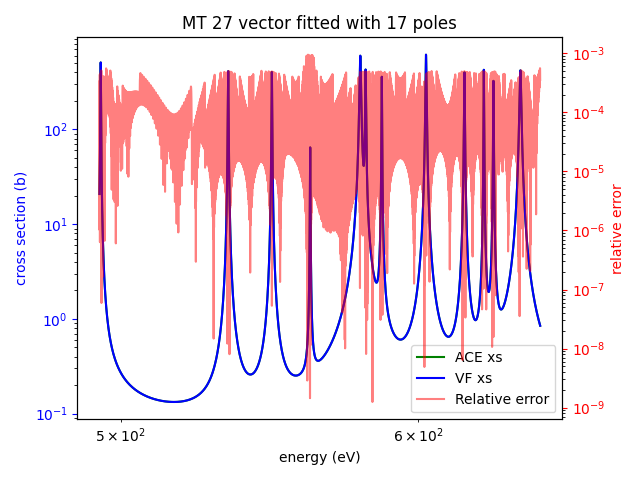 MT 27 vector fitted with 17 poles
cross section (b)
10²
10¹
10⁰
10⁻¹
10⁻³
10⁻⁴
10⁻⁵
10⁻⁶
10⁻⁷
10⁻⁸
10⁻⁹
relative error
ACE xs
VF xs
Relative error
5 × 10²
6 × 10²
energy (eV)